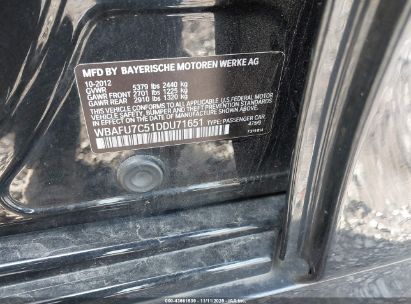 MFD BY BAYERISCHE MOTOREN WERKE AG
10-2012
GVWR 5379 lbs 2440 kg
GAWR FRONT 2701 lbs 1225 kg
GAWR REAR 2910 lbs 1320 kg
THIS VEHICLE CONFORMS TO ALL APPLICABLE
U.S. FEDERAL MOTOR VEHICLE SAFETY, BUMPER AND
THEFT PREVENTION STANDARDS IN EFFECT ON THE
DATE OF MANUFACTURE SHOWN ABOVE.
WBAFU7C51DDU71651 TYPE: PASSENGER CAR